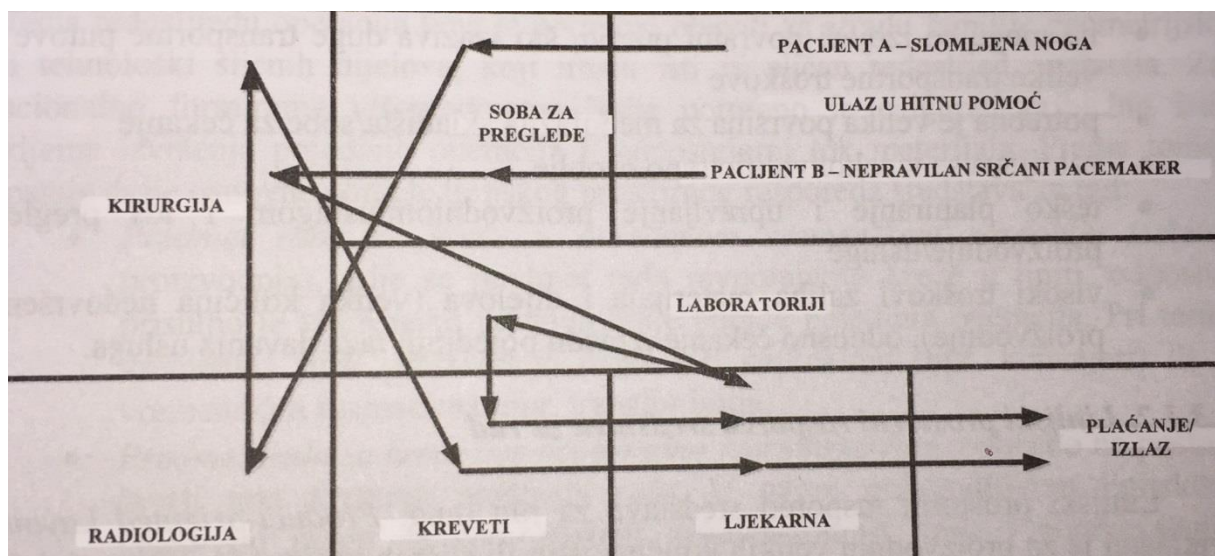 PACIJENT A – SLOMLJENA NOGA
SOBA ZA
PREGLEDE
ULAZ U HITNU POMOĆ
PACIJENT B – NEPRAVILAN SRČANI PACEMAKER
KIRURGIJA
LABORATORIJI
PLAĆANJE/
IZLAZ
RADIOLOGIJA
KREVETI
LJEKARNA